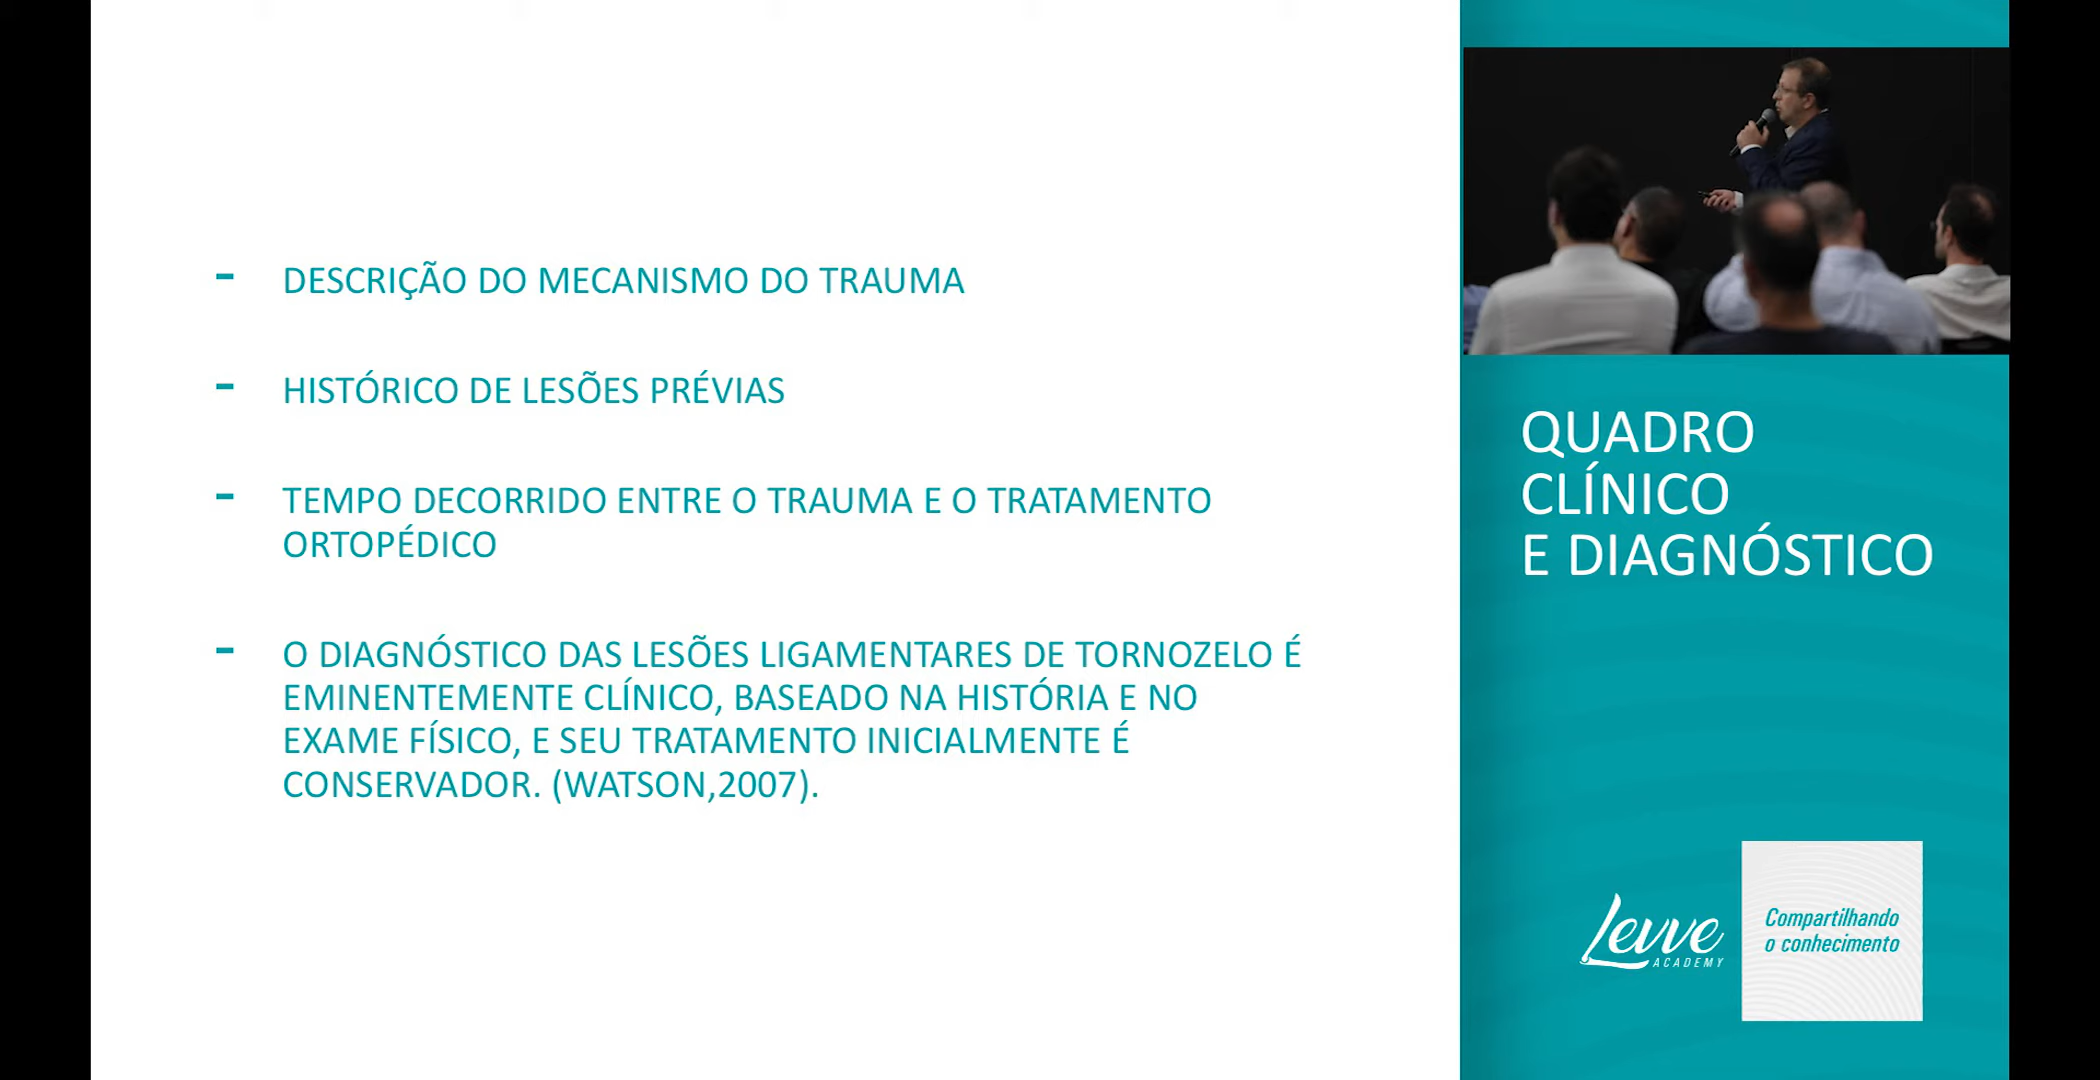 - DESCRIÇÃO DO MECANISMO DO TRAUMA
- HISTÓRICO DE LESÕES PRÉVIAS
- TEMPO DECORRIDO ENTRE O TRAUMA E O TRATAMENTO
ORTOPÉDICO
- O DIAGNÓSTICO DAS LESÕES LIGAMENTARES DE TORNOZELO É
EMINENTEMENTE CLÍNICO, BASEADO NA HISTÓRIA E NO
EXAME FÍSICO, E SEU TRATAMENTO INICIALMENTE É
CONSERVADOR. (WATSON,2007).
QUADRO
CLÍNICO
E DIAGNÓSTICO
Levve
ACADEMY
Compartilhando
o conhecimento